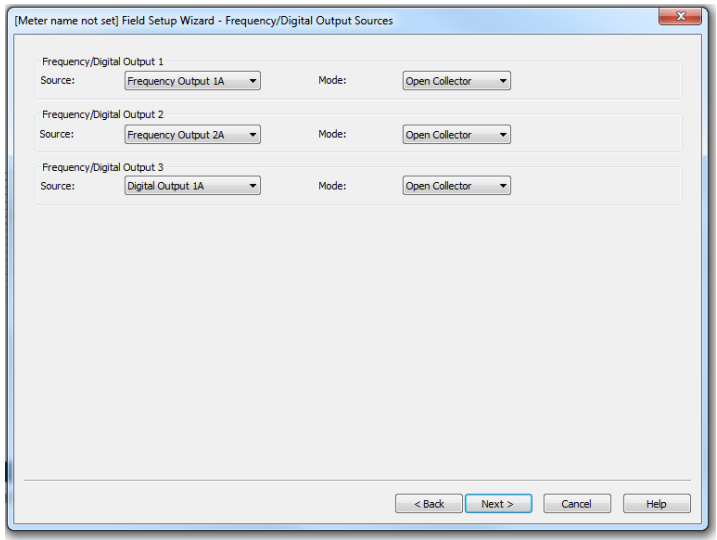 [Meter name not set] Field Setup Wizard - Frequency/Digital Output Sources
Frequency/Digital Output 1
Source: Frequency Output 1A Mode: Open Collector
Frequency/Digital Output 2
Source: Frequency Output 2A Mode: Open Collector
Frequency/Digital Output 3
Source: Digital Output 1A Mode: Open Collector
< Back Next > Cancel Help